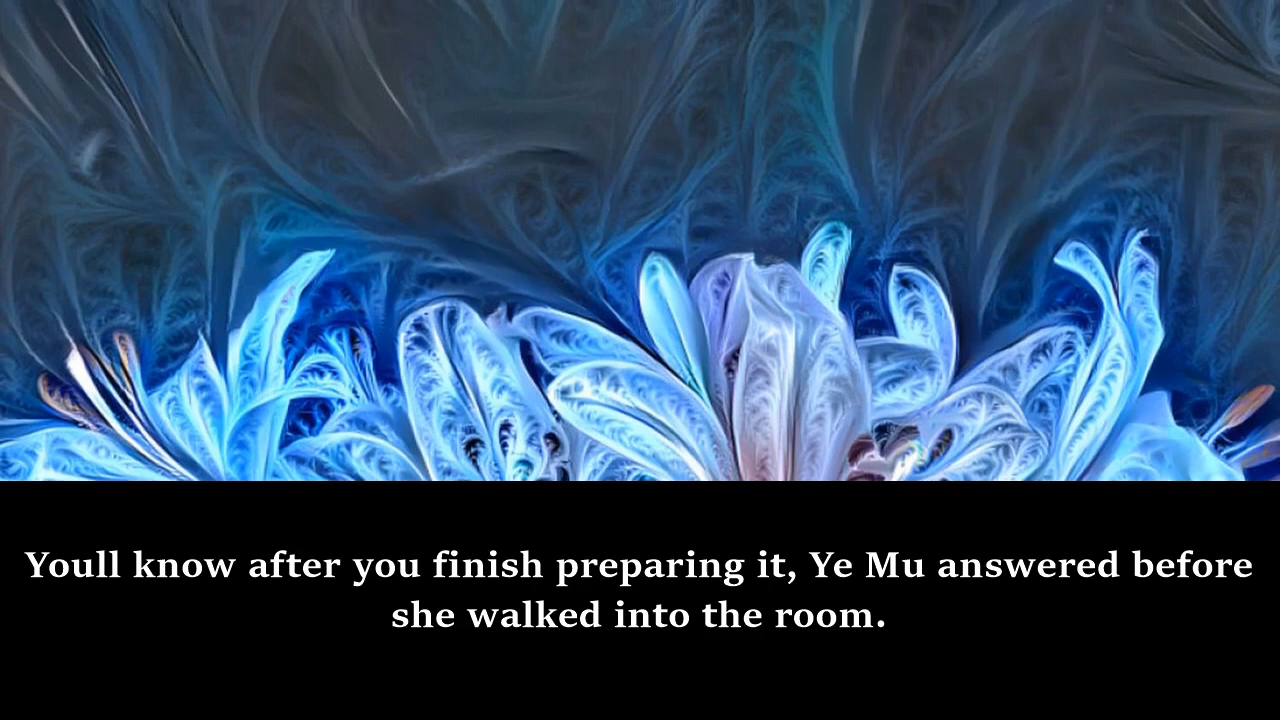 Youll know after you finish preparing it, Ye Mu answered before
she walked into the room.